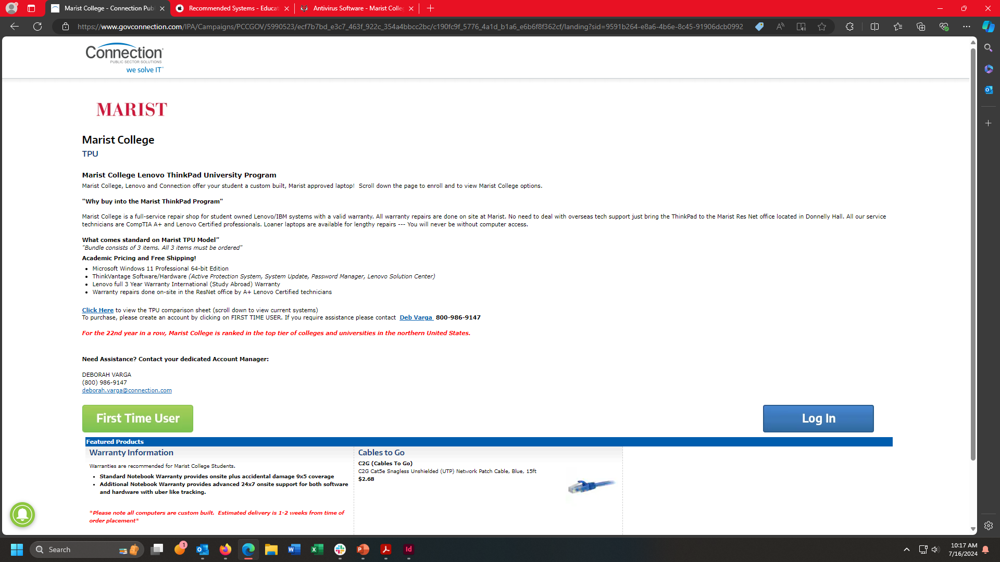 Marist College - Connection Pub
Recommended Systems - Educat
Antivirus Software - Marist Colleg
https://www.govconnection.com/IPA/Campaigns/PCCGOV/5990523/ecf7b7bd_e3c7_463f_922c_354a4bbcc2bc/c190fc9f_5776_4a1d_b1a6_e6b6f8f362cf/landing?sid=9591b264-e8a6-4b6e-8c45-91906dcb0992
Connection
PUBLIC SECTOR SOLUTIONS
we solve IT
MARIST
Marist College
TPU
Marist College Lenovo ThinkPad University Program
Marist College, Lenovo and Connection offer your student a custom built, Marist approved laptop! Scroll down the page to enroll and to view Marist College options.
"Why buy into the Marist ThinkPad Program"
Marist College is a full-service repair shop for student owned Lenovo/IBM systems with a valid warranty. All warranty repairs are done on site at Marist. No need to deal with overseas tech support just bring the ThinkPad to the Marist Res Net office located in Donnelly Hall. All our service
technicians are CompTIA A+ and Lenovo Certified professionals. Loaner laptops are available for lengthy repairs --- You will never be without computer access.
What comes standard on Marist TPU Model"
"Bundle consists of 3 items. All 3 items must be ordered"
Academic Pricing and Free Shipping!
• Microsoft Windows 11 Professional 64-bit Edition
• ThinkVantage Software/Hardware (Active Protection System, System Update, Password Manager, Lenovo Solution Center)
• Lenovo full 3 Year Warranty International (Study Abroad) Warranty
• Warranty repairs done on-site in the ResNet office by A+ Lenovo Certified technicians
Click Here to view the TPU comparison sheet (scroll down to view current systems)
To purchase, please create an account by clicking on FIRST TIME USER. If you require assistance please contact Deb Varga 800-986-9147
For the 22nd year in a row, Marist College is ranked in the top tier of colleges and universities in the northern United States.
Need Assistance? Contact your dedicated Account Manager:
DEBORAH VARGA
(800) 986-9147
deborah.varga@connection.com
First Time User
Log In
Featured Products
Warranty Information
Warranties are recommended for Marist College Students.
• Standard Notebook Warranty provides onsite plus accidental damage 9x5 coverage
• Additional Notebook Warranty provides advanced 24x7 onsite support for both software
and hardware with uber like tracking.
*Please note all computers are custom built. Estimated delivery is 1-2 weeks from time of
order placement*
Cables to Go
C2G (Cables To Go)
C2G Cat5e Snagless Unshielded (UTP) Network Patch Cable, Blue, 15ft
$2.68
Search
1
10:17 AM
7/16/2024